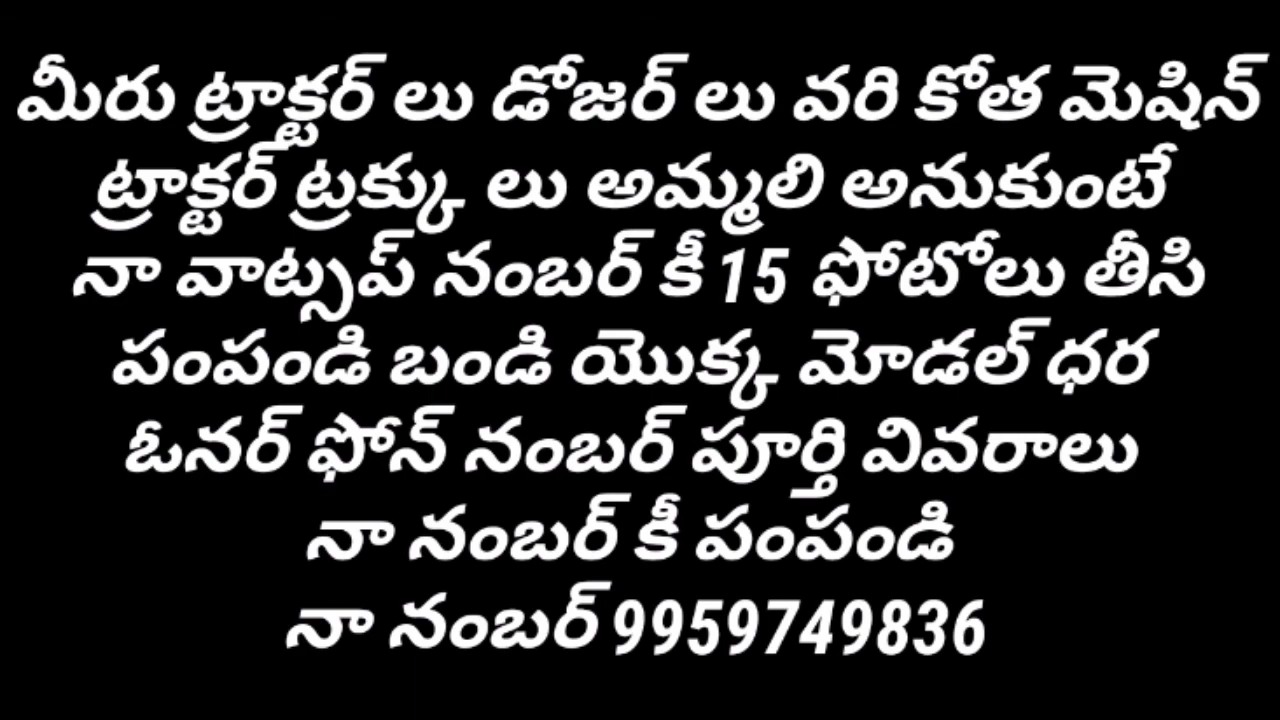 మీరు ట్రాక్టర్ లు డోజర్ లు వరి కోత మెషిన్
ట్రాక్టర్ ట్రక్కు లు అమ్మలి అనుకుంటే
నా వాట్సప్ నంబర్ కీ 15 ఫోటోలు తీసి
పంపండి బండి యొక్క మోడల్ ధర
ఓనర్ ఫోన్ నంబర్ పూర్తి వివరాలు
నా నంబర్ కీ పంపండి
నా నంబర్ 9959749836